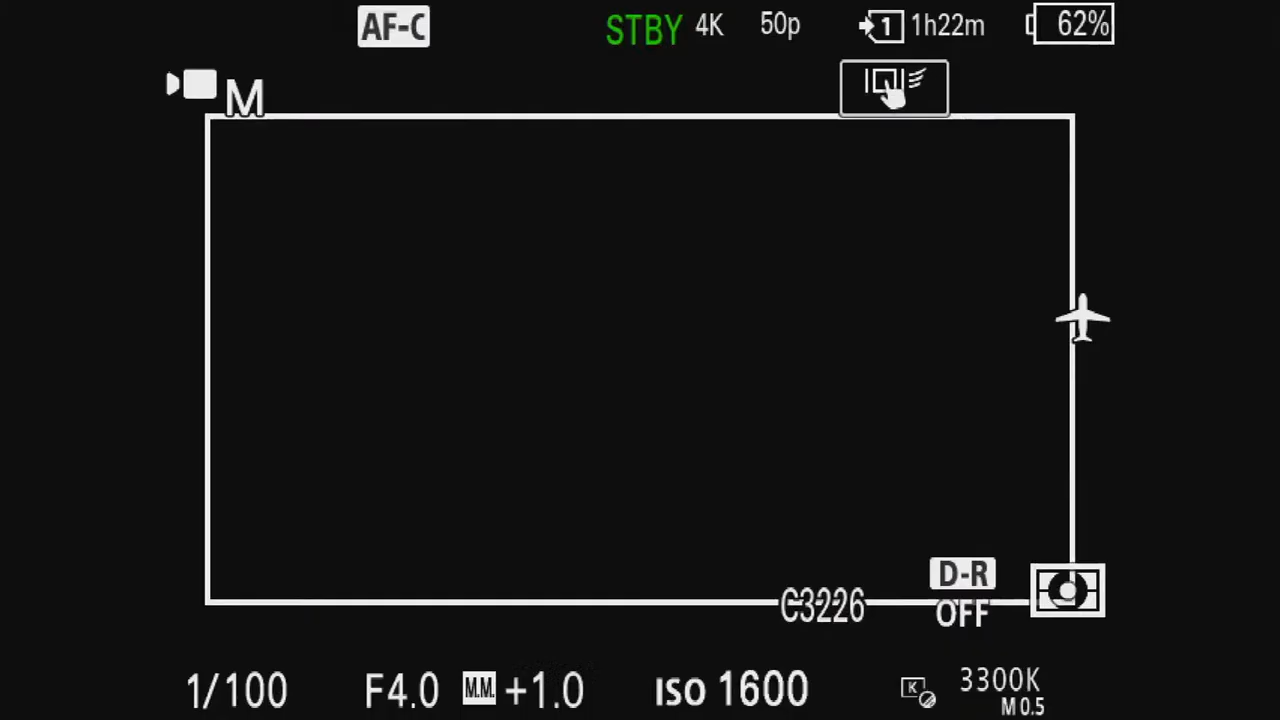 AF-C STBY 4K 50p 1 1h22m 62%
M
D-R
C3226 OFF
1/100 F4.0 M.M. +1.0 ISO 1600 K 3300K
M0.5